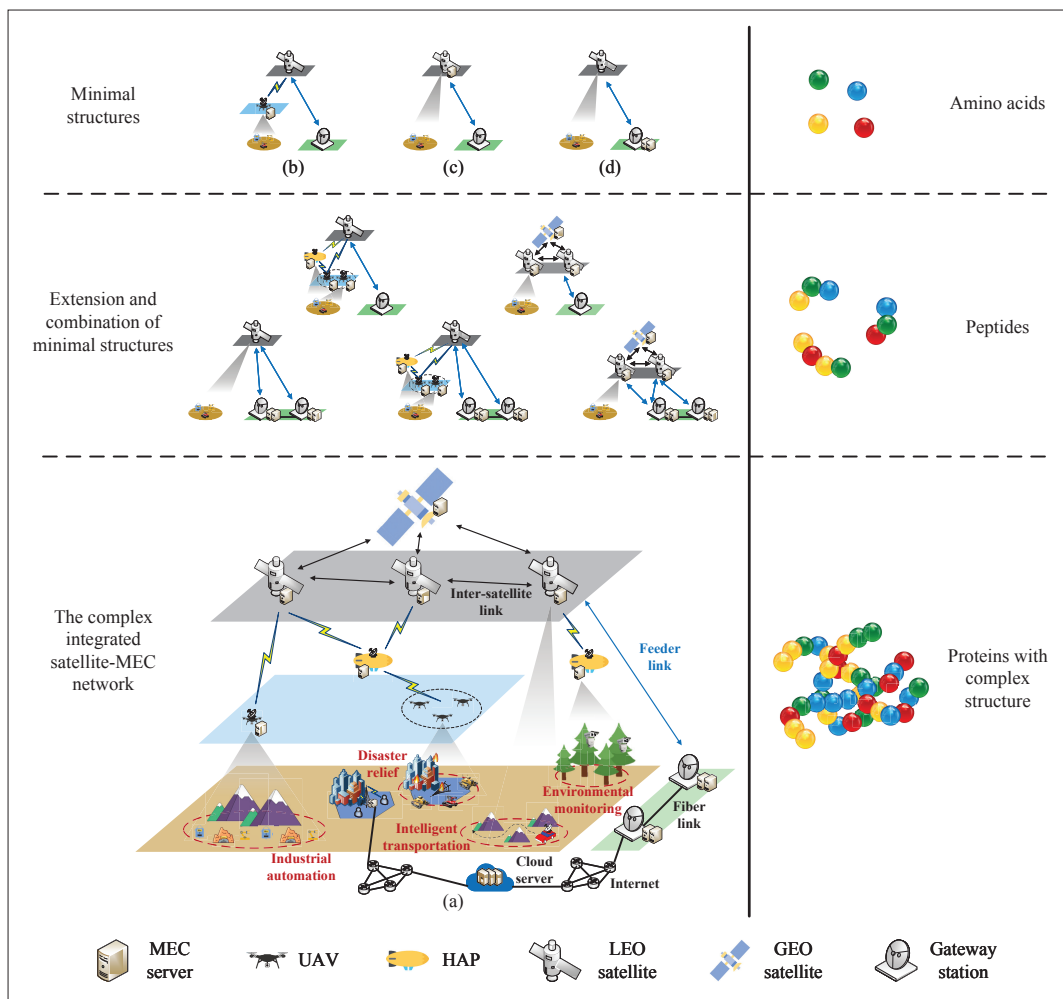 Minimal
structures
(b)
(c)
(d)
Amino acids
Extension and
combination of
minimal structures
Peptides
The complex
integrated
satellite-MEC
network
Inter-satellite
link
Feeder
link
Proteins with
complex
structure
Disaster
relief
Environmental
monitoring
Fiber
link
Intelligent
transportation
Industrial
automation
Cloud
server
Internet
(a)
MEC
server
UAV
HAP
LEO
satellite
GEO
satellite
Gateway
station